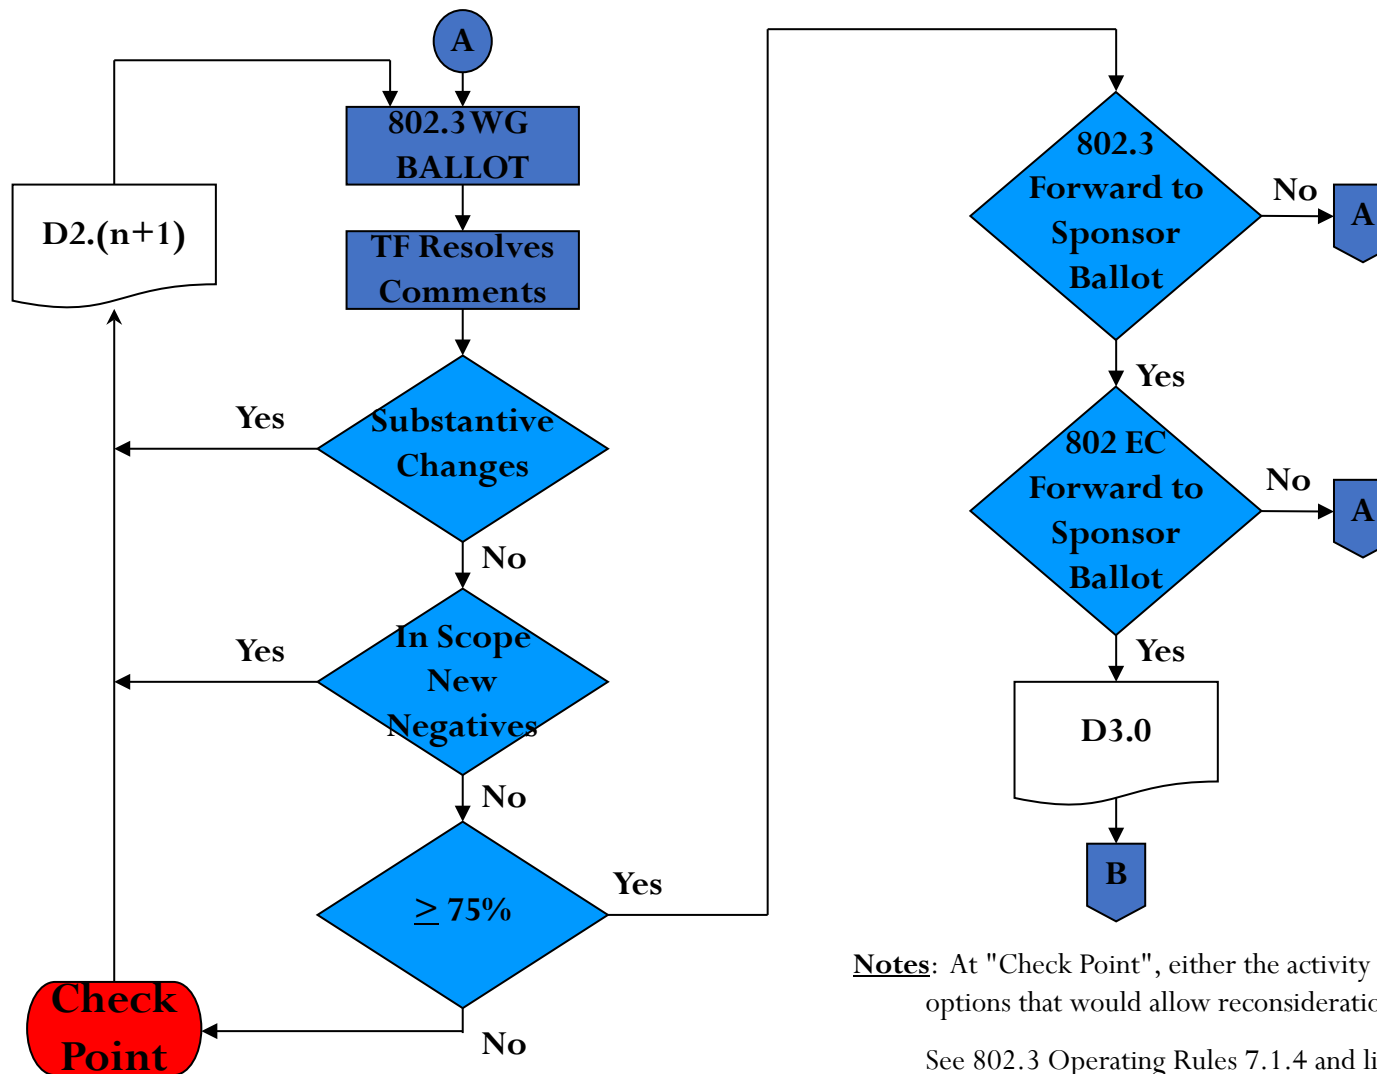 A
802.3 WG
BALLOT
D2.(n+1)
TF Resolves
Comments
Yes
Substantive
Changes
No
Yes
In Scope
New
Negatives
No
≥ 75%
Yes
Check
Point
No
802.3
Forward to
Sponsor
Ballot
No
A
Yes
802 EC
Forward to
Sponsor
Ballot
No
A
Yes
D3.0
B
Notes: At "Check Point", either the activity
options that would allow
See 802.3 Operating Rules 7.1.4 and